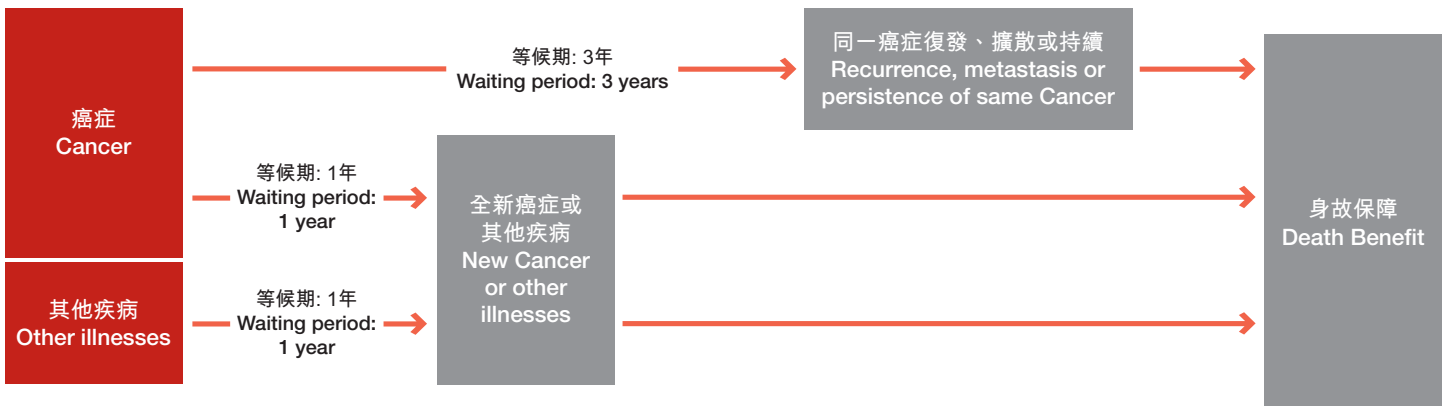 癌症
Cancer
等候期: 3年
Waiting period: 3 years
同一癌症復發、擴散或持續
Recurrence, metastasis or
persistence of same Cancer
等候期: 1年
Waiting period:
1 year
全新癌症或
其他疾病
New Cancer
or other
illnesses
身故保障
Death Benefit
其他疾病
Other illnesses
等候期: 1年
Waiting period:
1 year